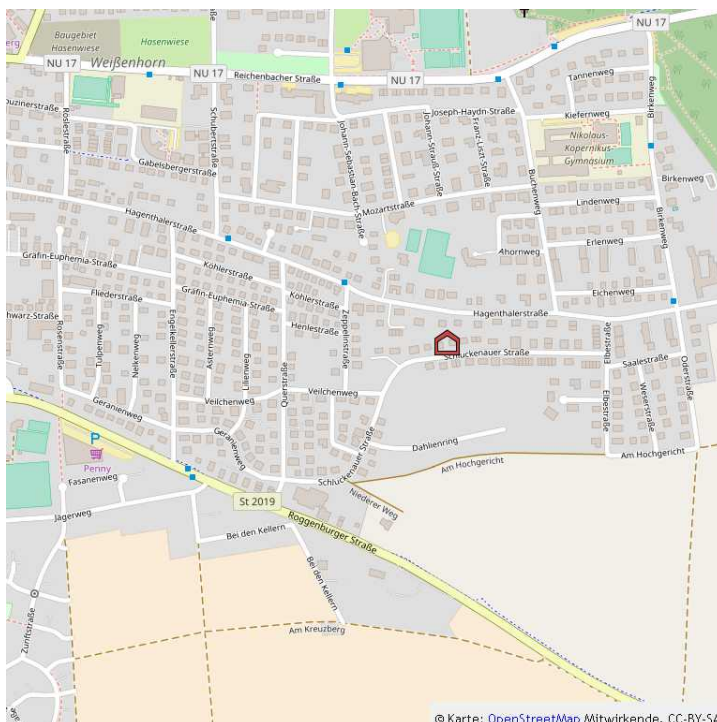 Baugebiet
Hasenwiese
Hasenwiese
NU 17
NU 17
Weißenhorn
NU 17
NU 17
Reichenbacher Straße
Tannenweg
Birkenweg
Joseph-Haydn-Straße
Kiefernweg
Rosiestraße
Schubertstraße
Johann-Sebastian-Bach-Straße
Johann-Strauß-Straße
Franz-Liszt-Straße
Nikolaus-
Kopernikus-
Gymnasium
Gabelsbergerstraße
Buchenweg
Birkenweg
Mozartstraße
Lindenweg
Birkenweg
Hagenthalerstraße
Erlenweg
Ahornweg
Gräfin-Euphemia-Straße
Köhlerstraße
Fliederstraße
Gräfin-Euphemia-Straße
Köhlerstraße
Eichenweg
Hagenthalerstraße
Rosenstraße
Tulpenweg
Nelkenweg
Engelkellerstraße
Asternweg
Lilienweg
Henlestraße
Querstraße
Zeppelinstraße
Schluckenauer Straße
Elbestraße
Saalestraße
Oderstraße
Weserstraße
Elbestraße
Veilchenweg
Veilchenweg
Geranienweg
Geranienweg
Schluckenauer Straße
Dahlienring
Am Hochgericht
Am Hochgericht
P
Penny
Fasanenweg
Schluckenauer Straße
Niederer Weg
St 2019
Jägerweg
Roggenburger Straße
Bei den Kellern
Bei den Kellern
Am Kreuzberg
Zunftstraße
© Karte: OpenStreetMap Mitwirkende, CC-BY-SA